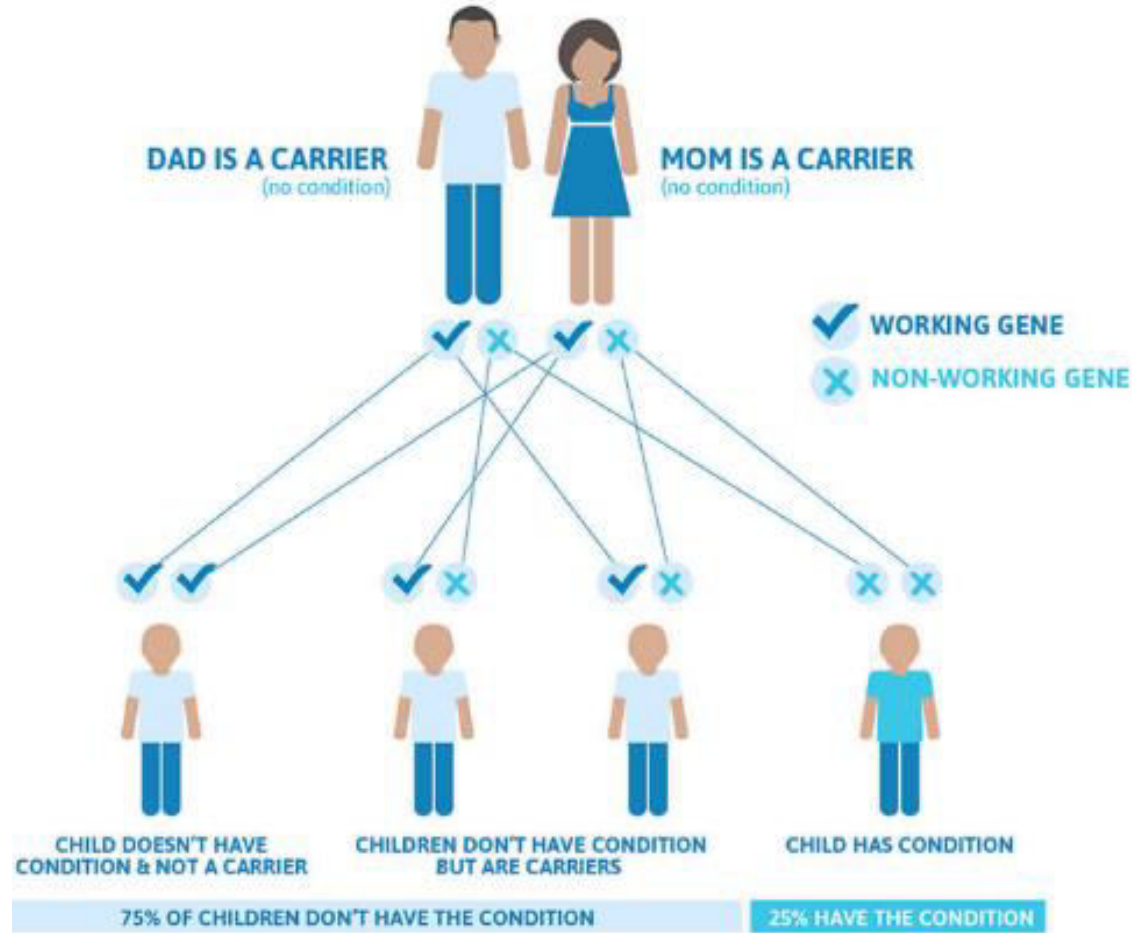 DAD IS A CARRIER
(no condition)
MOM IS A CARRIER
(no condition)
WORKING GENE
NON-WORKING GENE
CHILD DOESN'T HAVE
CONDITION & NOT A CARRIER
CHILDREN DON'T HAVE CONDITION
BUT ARE CARRIERS
CHILD HAS CONDITION
75% OF CHILDREN DON'T HAVE THE CONDITION
25% HAVE THE CONDITION